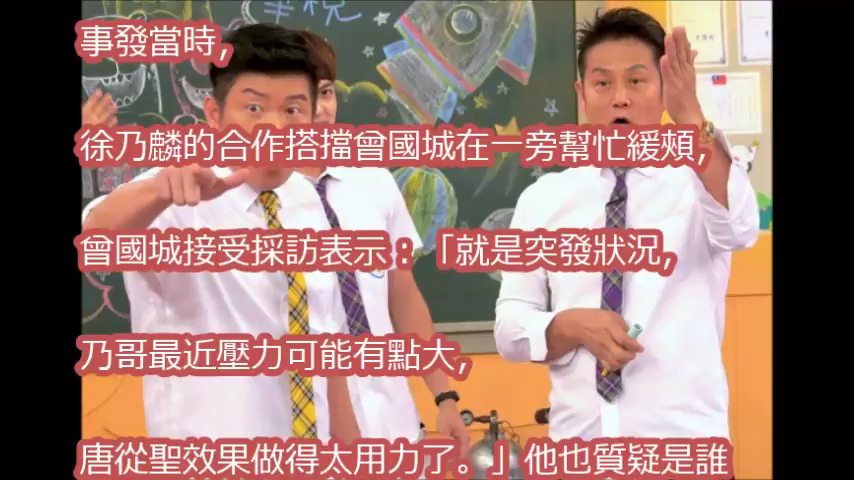 事發當時，
徐乃麟的合作搭擋曾國城在一旁幫忙緩頰，
曾國城接受採訪表示：「就是突發狀況，
乃哥最近壓力可能有點大，
唐從聖效果做得太用力了。」他也質疑是誰